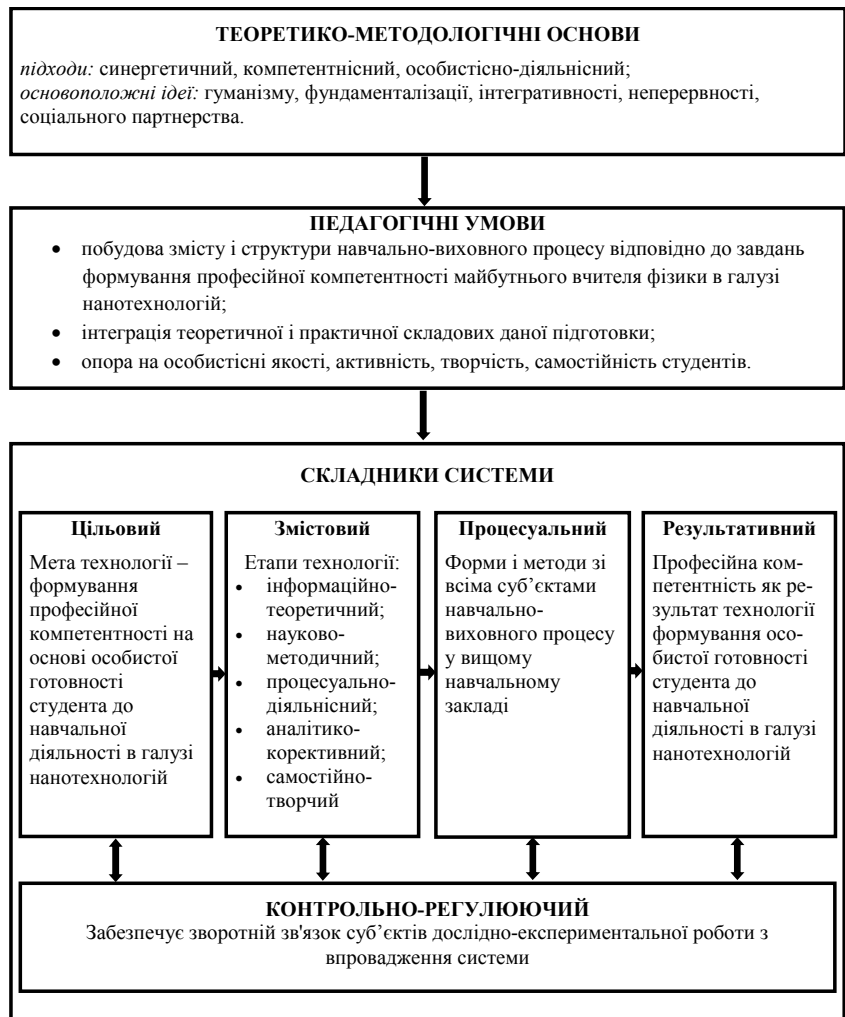 ТЕОРЕТИКО-МЕТОДОЛОГІЧНІ ОСНОВИ
підходи: синергетичний, компетентнісний, особистісно-діяльнісний;
основоположні ідеї: гуманізму, фундаменталізації, інтегративності, неперервності,
соціального партнерства.
ПЕДАГОГІЧНІ УМОВИ
• побудова змісту і структури навчально-виховного процесу відповідно до завдань
формування професійної компетентності майбутнього вчителя фізики в галузі
нанотехнологій;
• інтеграція теоретичної і практичної складових даної підготовки;
• опора на особистісні якості, активність, творчість, самостійність студентів.
СКЛАДНИКИ СИСТЕМИ
Цільовий
Мета технології –
формування
професійної
компетентності на
основі особистої
готовності
студента до
навчальної
діяльності в галузі
нанотехнологій
Змістовий
Етапи технології:
• інформаційно-
теоретичний;
• науково-
методичний;
• процесуально-
діяльнісний;
• аналітико-
корективний;
• самостійно-
творчий
Процесуальний
Форми і методи зі
всіма суб’єктами
навчально-
виховного процесу
у вищому
навчальному
закладі
Результативний
Професійна ком-
петентність як ре-
зультат технології
формування осо-
бистої готовності
студента до
навчальної
діяльності в галузі
нанотехнологій
КОНТРОЛЬНО-РЕГУЛЮЮЧИЙ
Забезпечує зворотній зв'язок суб’єктів дослідно-експериментальної роботи з
впровадження системи